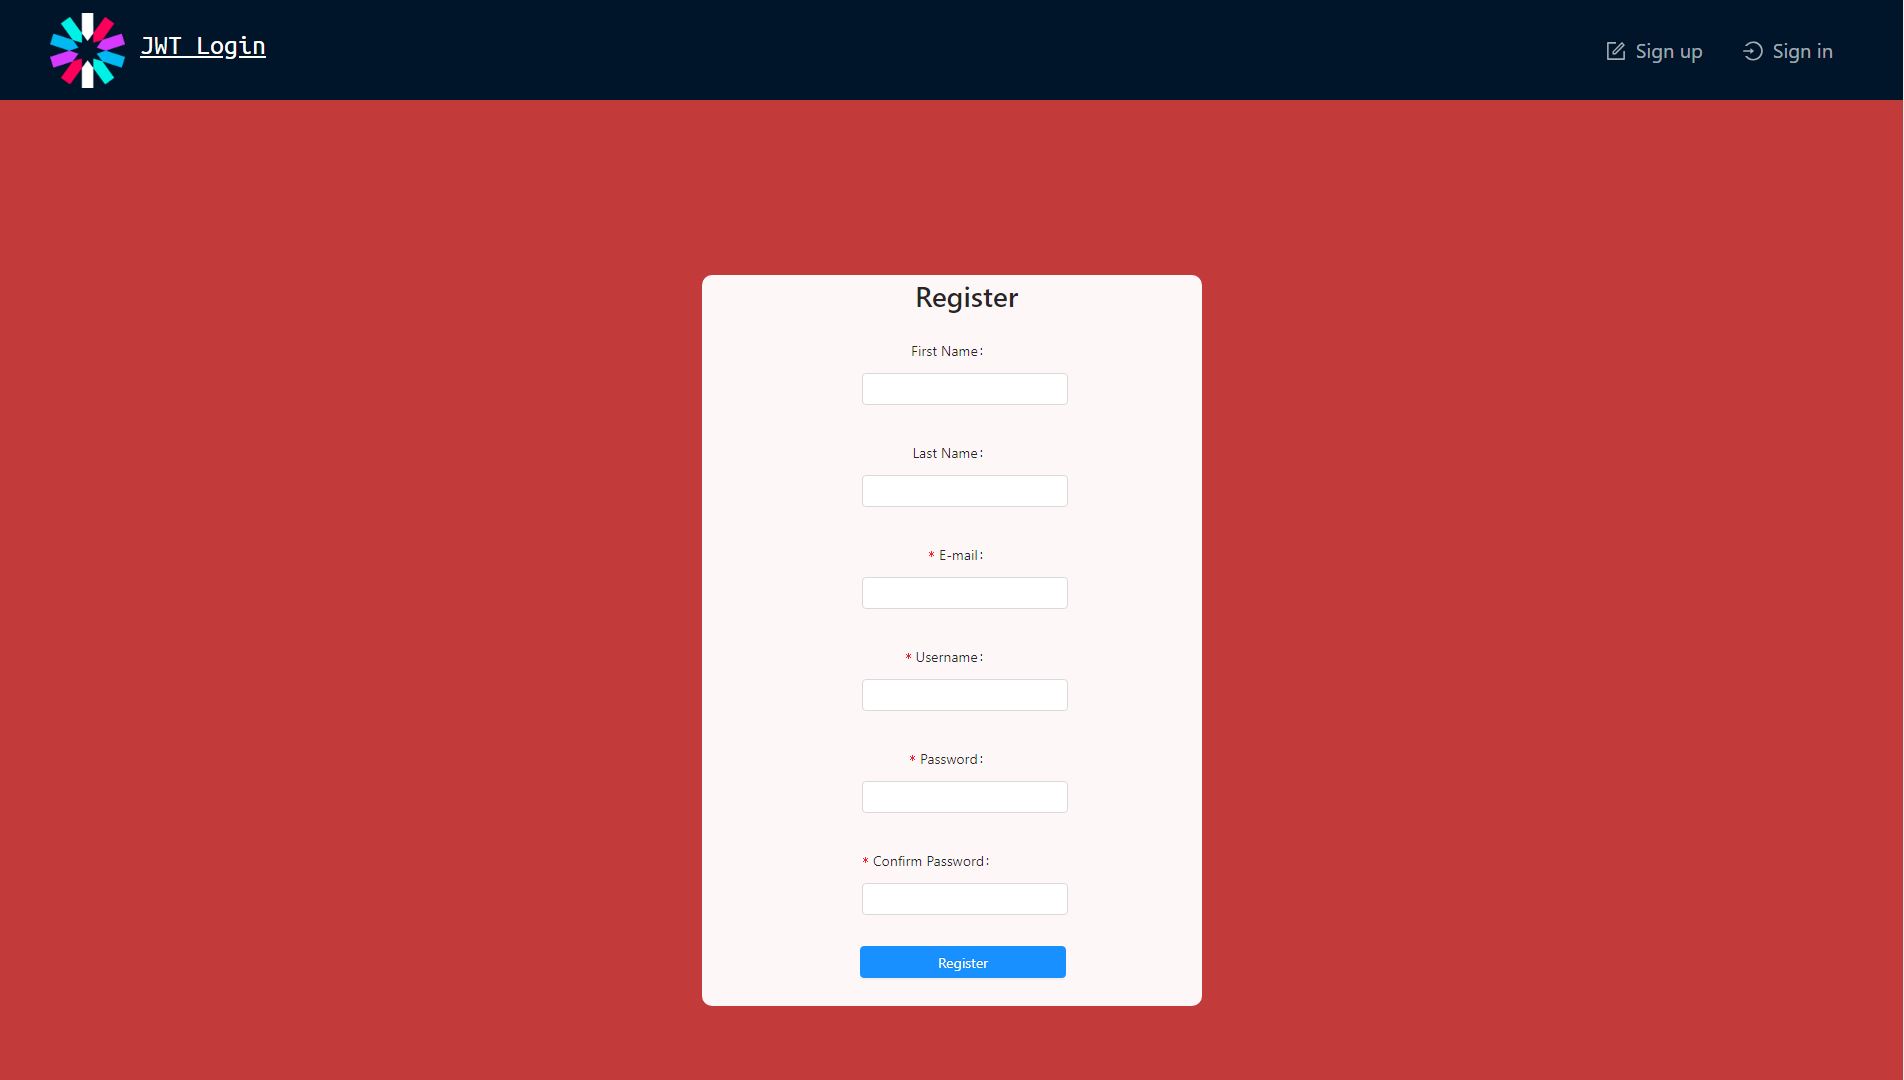 JWT Login
Sign up
Sign in
Register
First Name:
Last Name:
* E-mail:
* Username:
* Password:
* Confirm Password:
Register